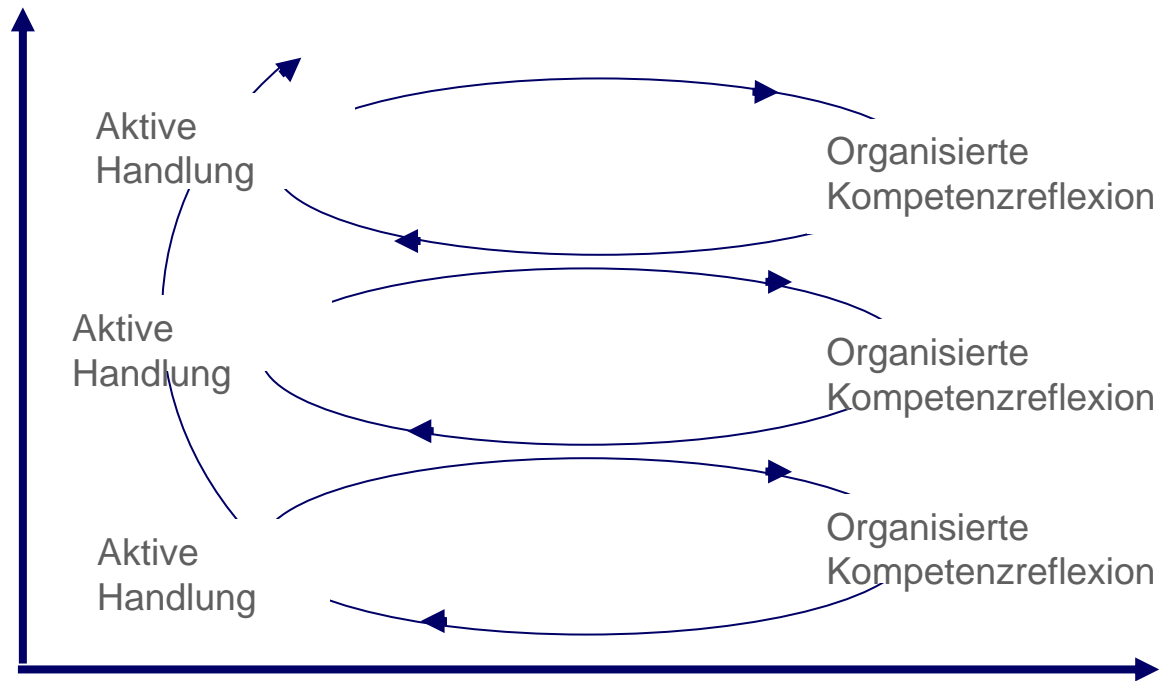 Aktive
Handlung
Organisierte
Kompetenzreflexion
Aktive
Handlung
Organisierte
Kompetenzreflexion
Aktive
Handlung
Organisierte
Kompetenzreflexion